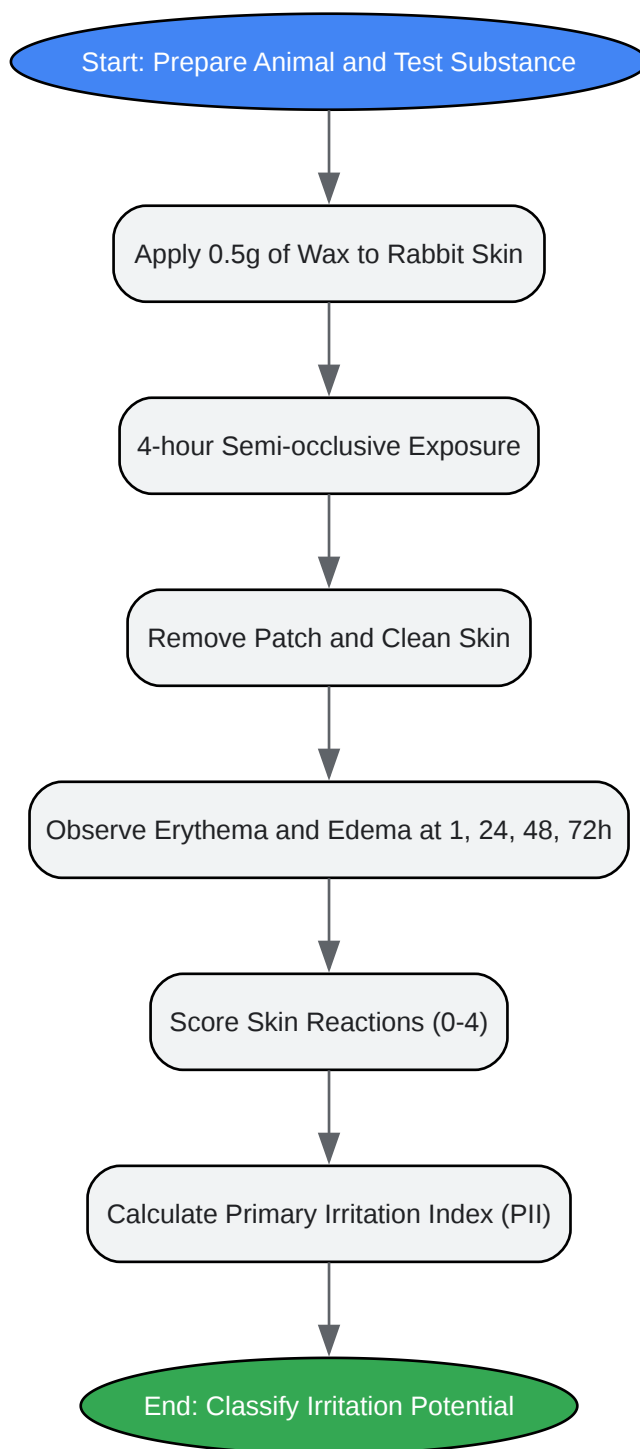 Start: Prepare Animal and Test Substance
Apply 0.5g of Wax to Rabbit Skin
4-hour Semi-occlusive Exposure
Remove Patch and Clean Skin
Observe Erythema and Edema at 1, 24, 48, 72h
Score Skin Reactions (0-4)
Calculate Primary Irritation Index (PII)
End: Classify Irritation Potential